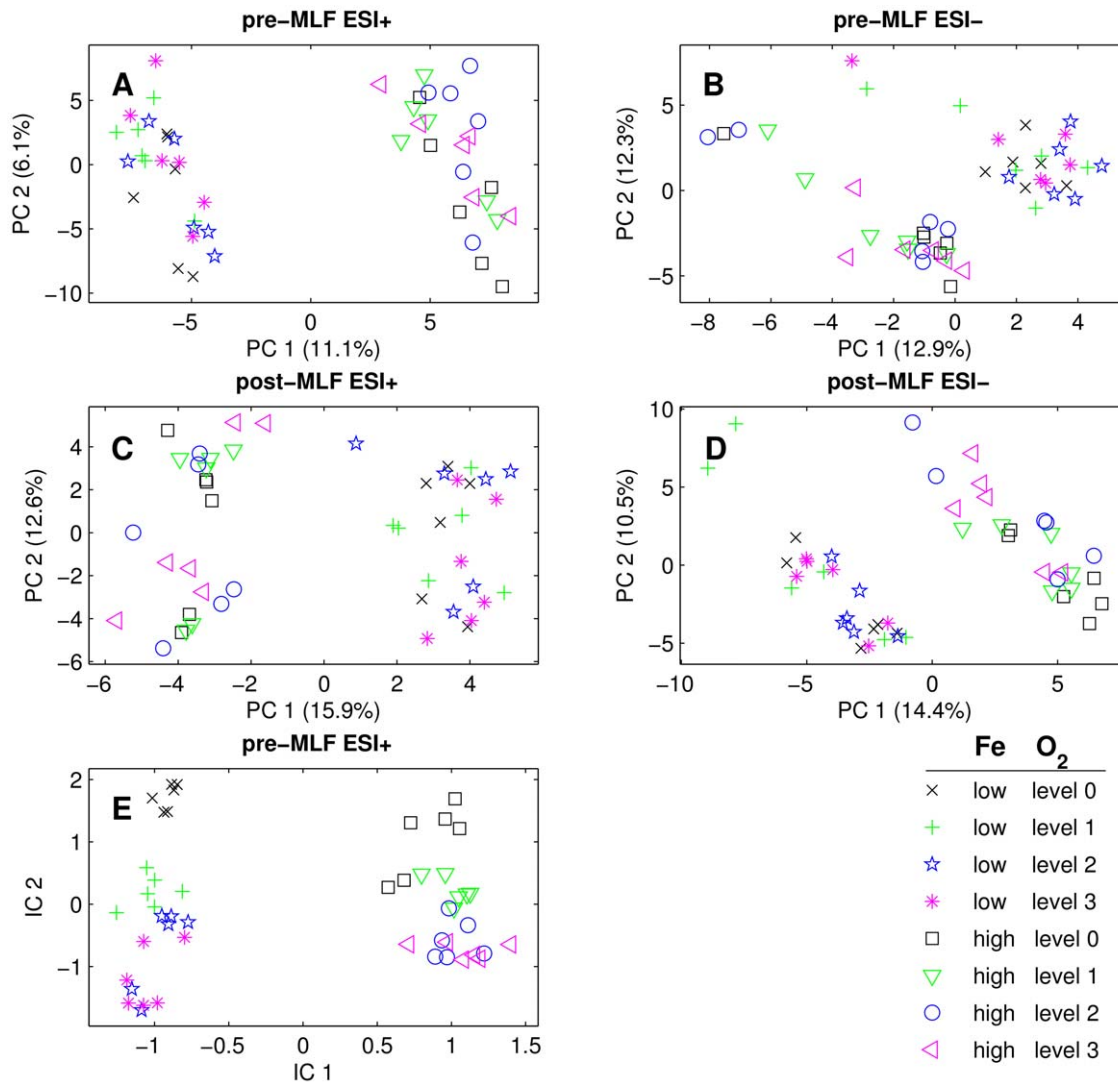 pre−MLF ESI+
A
5
0
−5
−10
PC 2 (6.1%)
−5 0 5
PC 1 (11.1%)
pre−MLF ESI−
B
5
0
−5
PC 2 (12.3%)
−8 −6 −4 −2 0 2 4
PC 1 (12.9%)
post−MLF ESI+
C
4
2
0
−2
−4
−6
PC 2 (12.6%)
−6 −4 −2 0 2 4
PC 1 (15.9%)
post−MLF ESI−
D
10
5
0
−5
PC 2 (10.5%)
−10 −5 0 5
PC 1 (14.4%)
pre−MLF ESI+
E
2
1
0
−1
IC 2
−1 −0.5 0 0.5 1 1.5
IC 1
Fe O2
low level 0
low level 1
low level 2
low level 3
high level 0
high level 1
high level 2
high level 3